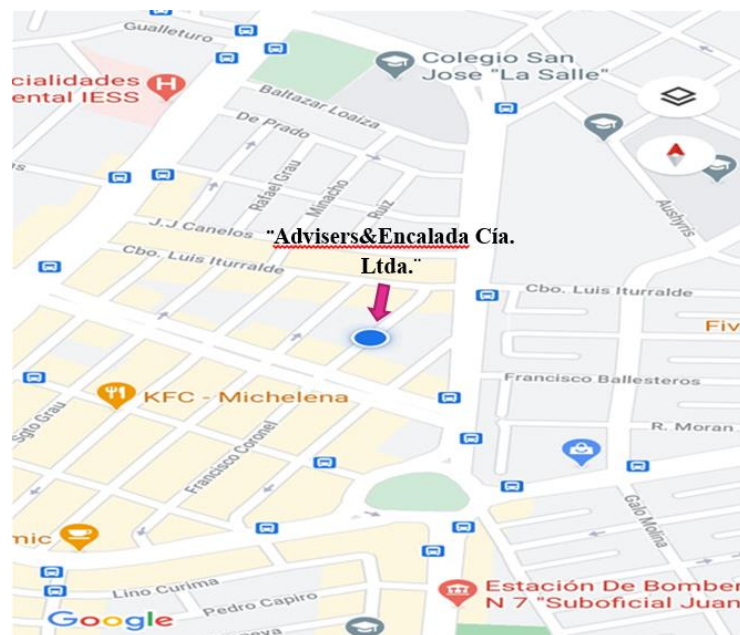 Gualleturo
Colegio San
Jose "La Salle"
cialidades
ental IESS
H
Baltazar Loaiza
De Prado
Rafael Grau
Minacho
Ruiz
Aushyris
J.J Canelos
¨Advisers&Encalada Cía.
Ltda.¨
Cbo. Luis Iturralde
Cbo. Luis Iturralde
Fiv
Francisco Ballesteros
KFC - Michelena
Sgto Grau
Francisco Coronel
R. Moran
Galo Molina
mic
Lino Curima
Pedro Capiro
Estación De Bomber
N 7 "Suboficial Juan
Google